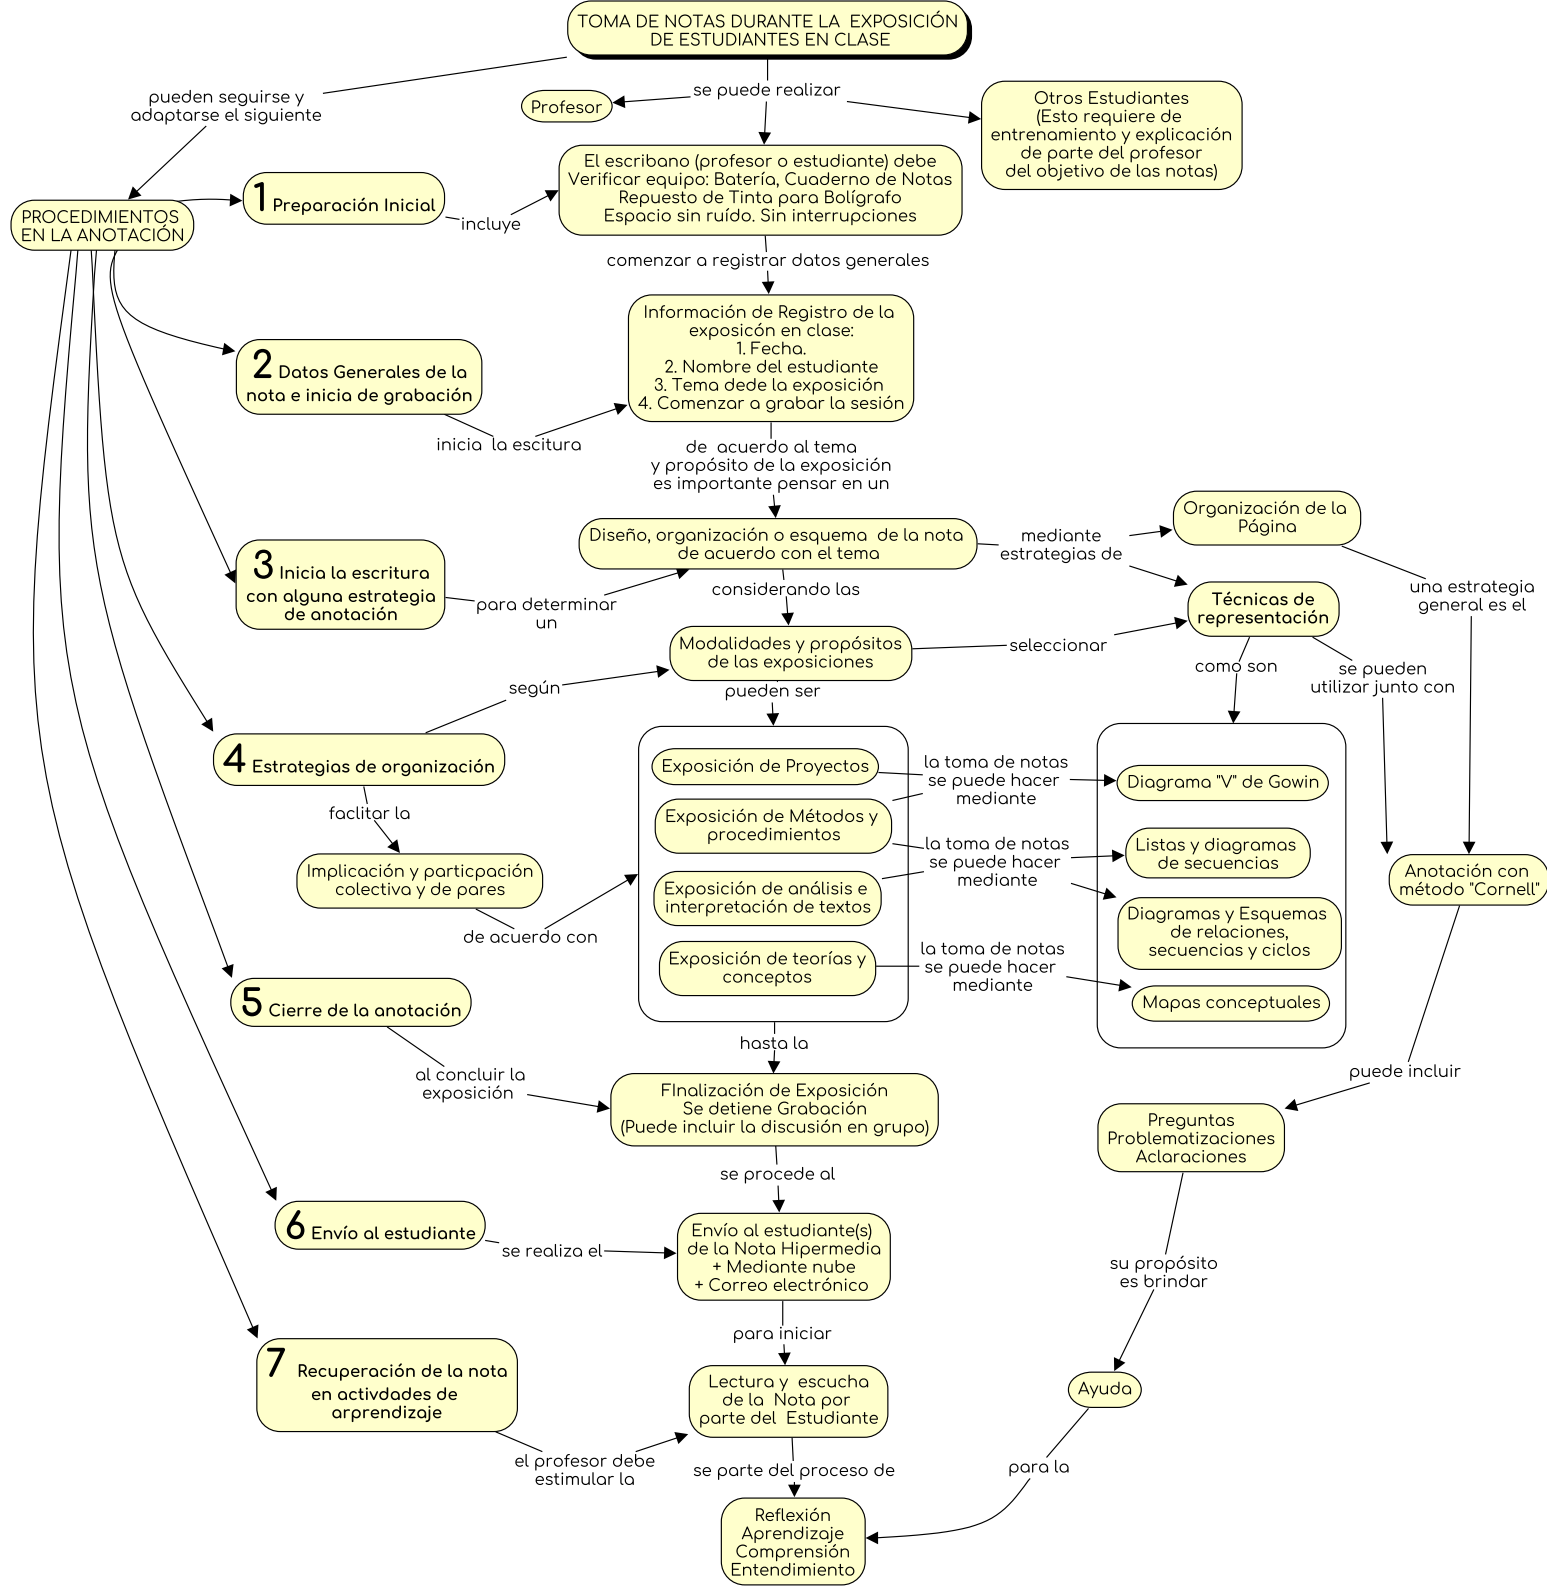 TOMA DE NOTAS DURANTE LA EXPOSICIÓN
DE ESTUDIANTES EN CLASE
pueden seguirse y
adaptarse el siguiente
se puede realizar
Profesor
Otros Estudiantes
(Esto requiere de
entrenamiento y explicación
de parte del profesor
del objetivo de las notas)
El escribano (profesor o estudiante) debe
Verificar equipo: Batería, Cuaderno de Notas
Repuesto de Tinta para Bolígrafo
Espacio sin ruído. Sin interrupciones
PROCEDIMIENTOS
EN LA ANOTACIÓN
1 Preparación Inicial
incluye
comenzar a registrar datos generales
Información de Registro de la
exposicón en clase:
1. Fecha.
2. Nombre del estudiante
3. Tema dede la exposición
4. Comenzar a grabar la sesión
2 Datos Generales de la
nota e inicia de grabación
inicia la escitura
de acuerdo al tema
y propósito de la exposición
es importante pensar en un
Diseño, organización o esquema de la nota
de acuerdo con el tema
mediante
estrategias de
Organización de la
Página
3 Inicia la escritura
con alguna estrategia
de anotación
para determinar
un
considerando las
Técnicas de
representación
una estrategia
general es el
Modalidades y propósitos
de las exposiciones
seleccionar
como son
se pueden
utilizar junto con
según
pueden ser
4 Estrategias de organización
faclitar la
Implicación y particpación
colectiva y de pares
de acuerdo con
Exposición de Proyectos
Exposición de Métodos y
procedimientos
Exposición de análisis e
interpretación de textos
Exposición de teorías y
conceptos
la toma de notas
se puede hacer
mediante
la toma de notas
se puede hacer
mediante
la toma de notas
se puede hacer
mediante
Diagrama "V" de Gowin
Listas y diagramas
de secuencias
Diagramas y Esquemas
de relaciones,
secuencias y ciclos
Mapas conceptuales
Anotación con
método "Cornell"
5 Cierre de la anotación
al concluir la
exposición
hasta la
FInalización de Exposición
Se detiene Grabación
(Puede incluir la discusión en grupo)
puede incluir
Preguntas
Problematizaciones
Aclaraciones
se procede al
6 Envío al estudiante
se realiza el
Envío al estudiante(s)
de la Nota Hipermedia
+ Mediante nube
+ Correo electrónico
su propósito
es brindar
para iniciar
7 Recuperación de la nota
en activdades de
arprendizaje
el profesor debe
estimular la
Lectura y escucha
de la Nota por
parte del Estudiante
Ayuda
se parte del proceso de
para la
Reflexión
Aprendizaje
Comprensión
Entendimiento